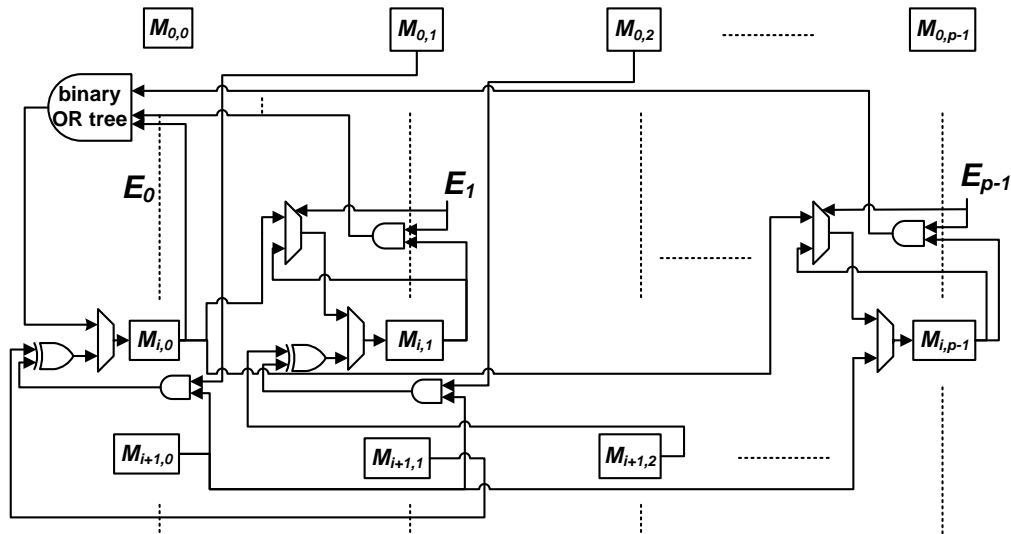 M0,0
M0,1
M0,2
M0,p-1
binary
OR tree
E0
E1
Ep-1
Mi,0
Mi,1
Mi,p-1
Mi+1,0
Mi+1,1
Mi+1,2